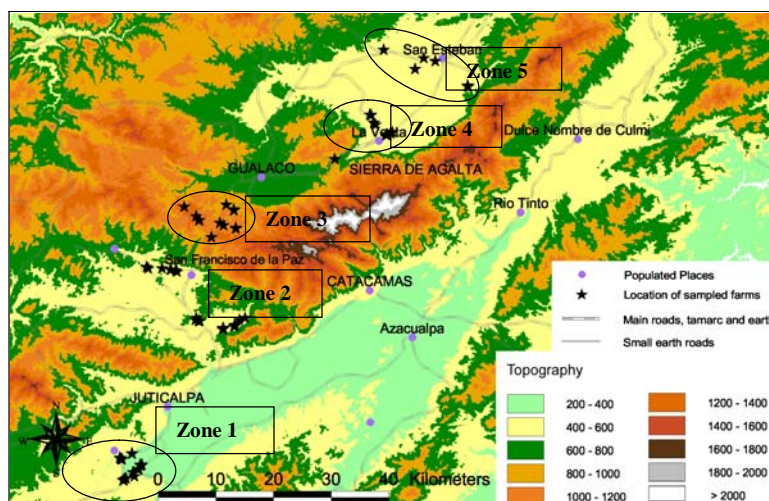 San Esteban
Zone 5
La Venta
Zone 4
Dulce Nombre de Culmi
GUALACO
SIERRA DE AGALTA
Rio Tinto
Zone 3
San Francisco de la Paz
Zone 2
CATACAMAS
Populated Places
Location of sampled farms
Main roads, tamarc and eart
Small earth roads
Azacualpa
Topography
200 - 400
400 - 600
600 - 800
800 - 1000
1000 - 1200
1200 - 1400
1400 - 1600
1600 - 1800
1800 - 2000
> 2000
JUTICALPA
Zone 1
N
W
E
0 10 20 30 40 Kilometers